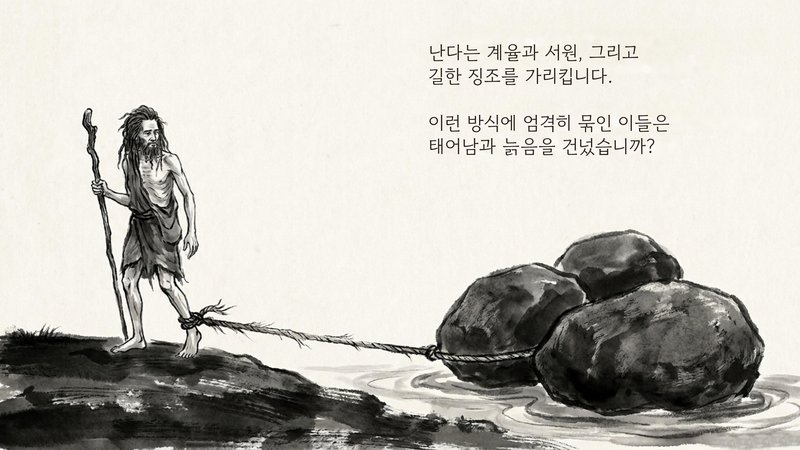 난다는 계율과 서원, 그리고
길한 징조를 가리킵니다.
이런 방식에 엄격히 묶인 이들은
태어남과 늙음을 건넜습니까?